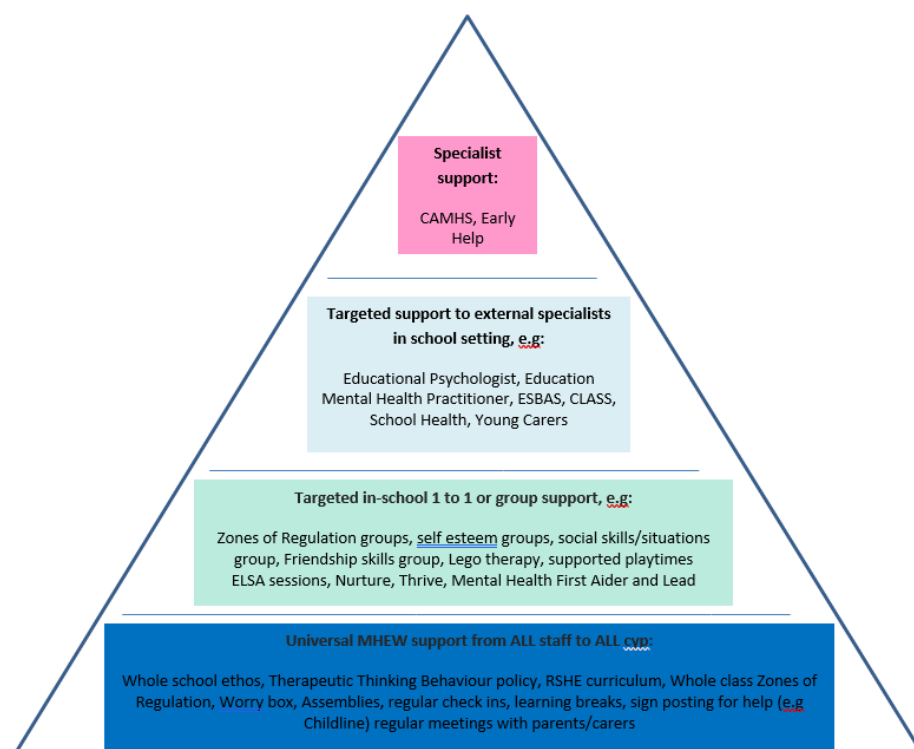 Specialist
support:
CAMHS, Early
Help
Targeted support to external specialists
in school setting, e.g:
Educational Psychologist, Education
Mental Health Practitioner, ESBAS, CLASS,
School Health, Young Carers
Targeted in-school 1 to 1 or group support, e.g:
Zones of Regulation groups, self esteem groups, social skills/situations
group, Friendship skills group, Lego therapy, supported playtimes
ELSA sessions, Nurture, Thrive, Mental Health First Aider and Lead
Universal MHEW support from ALL staff to ALL cyp:
Whole school ethos, Therapeutic Thinking Behaviour policy, RSHE curriculum, Whole class Zones of
Regulation, Worry box, Assemblies, regular check ins, learning breaks, sign posting for help (e.g
Childline) regular meetings with parents/carers